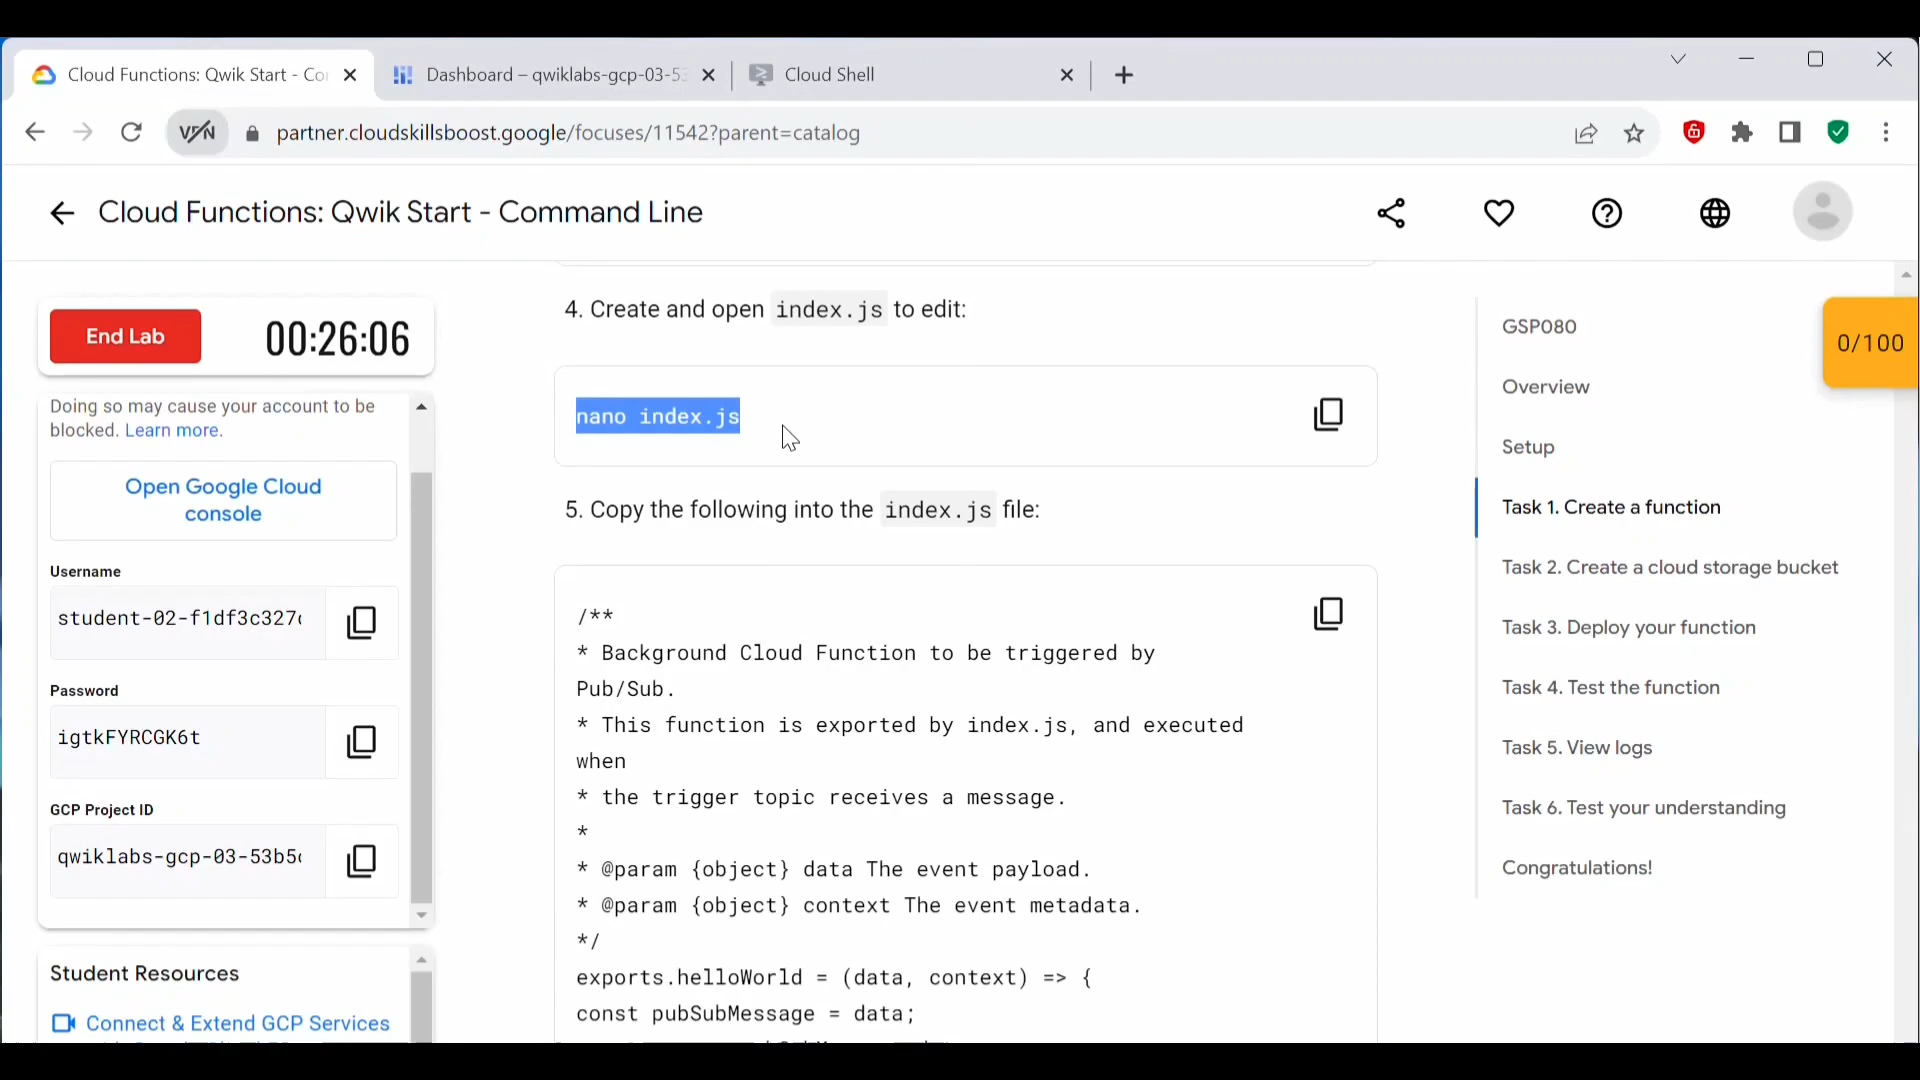 Cloud Functions: Qwik Start - Co
Dashboard – qwiklabs-gcp-03-53
Cloud Shell
VPN
partner.cloudskillsboost.google/focuses/11542?parent=catalog
Cloud Functions: Qwik Start - Command Line
End Lab
00:26:06
Doing so may cause your account to be
blocked. Learn more.
Open Google Cloud
console
Username
student-02-f1df3c327
Password
igtkFYRCGK6t
GCP Project ID
qwiklabs-gcp-03-53b5
Student Resources
Connect & Extend GCP Services
4. Create and open index.js to edit:
nano index.js
5. Copy the following into the index.js file:
/**
* Background Cloud Function to be triggered by
Pub/Sub.
* This function is exported by index.js, and executed
when
* the trigger topic receives a message.
*
* @param {object} data The event payload.
* @param {object} context The event metadata.
*/
exports.helloWorld = (data, context) => {
const pubSubMessage = data;
GSP080
Overview
Setup
Task 1. Create a function
Task 2. Create a cloud storage bucket
Task 3. Deploy your function
Task 4. Test the function
Task 5. View logs
Task 6. Test your understanding
Congratulations!
0/100